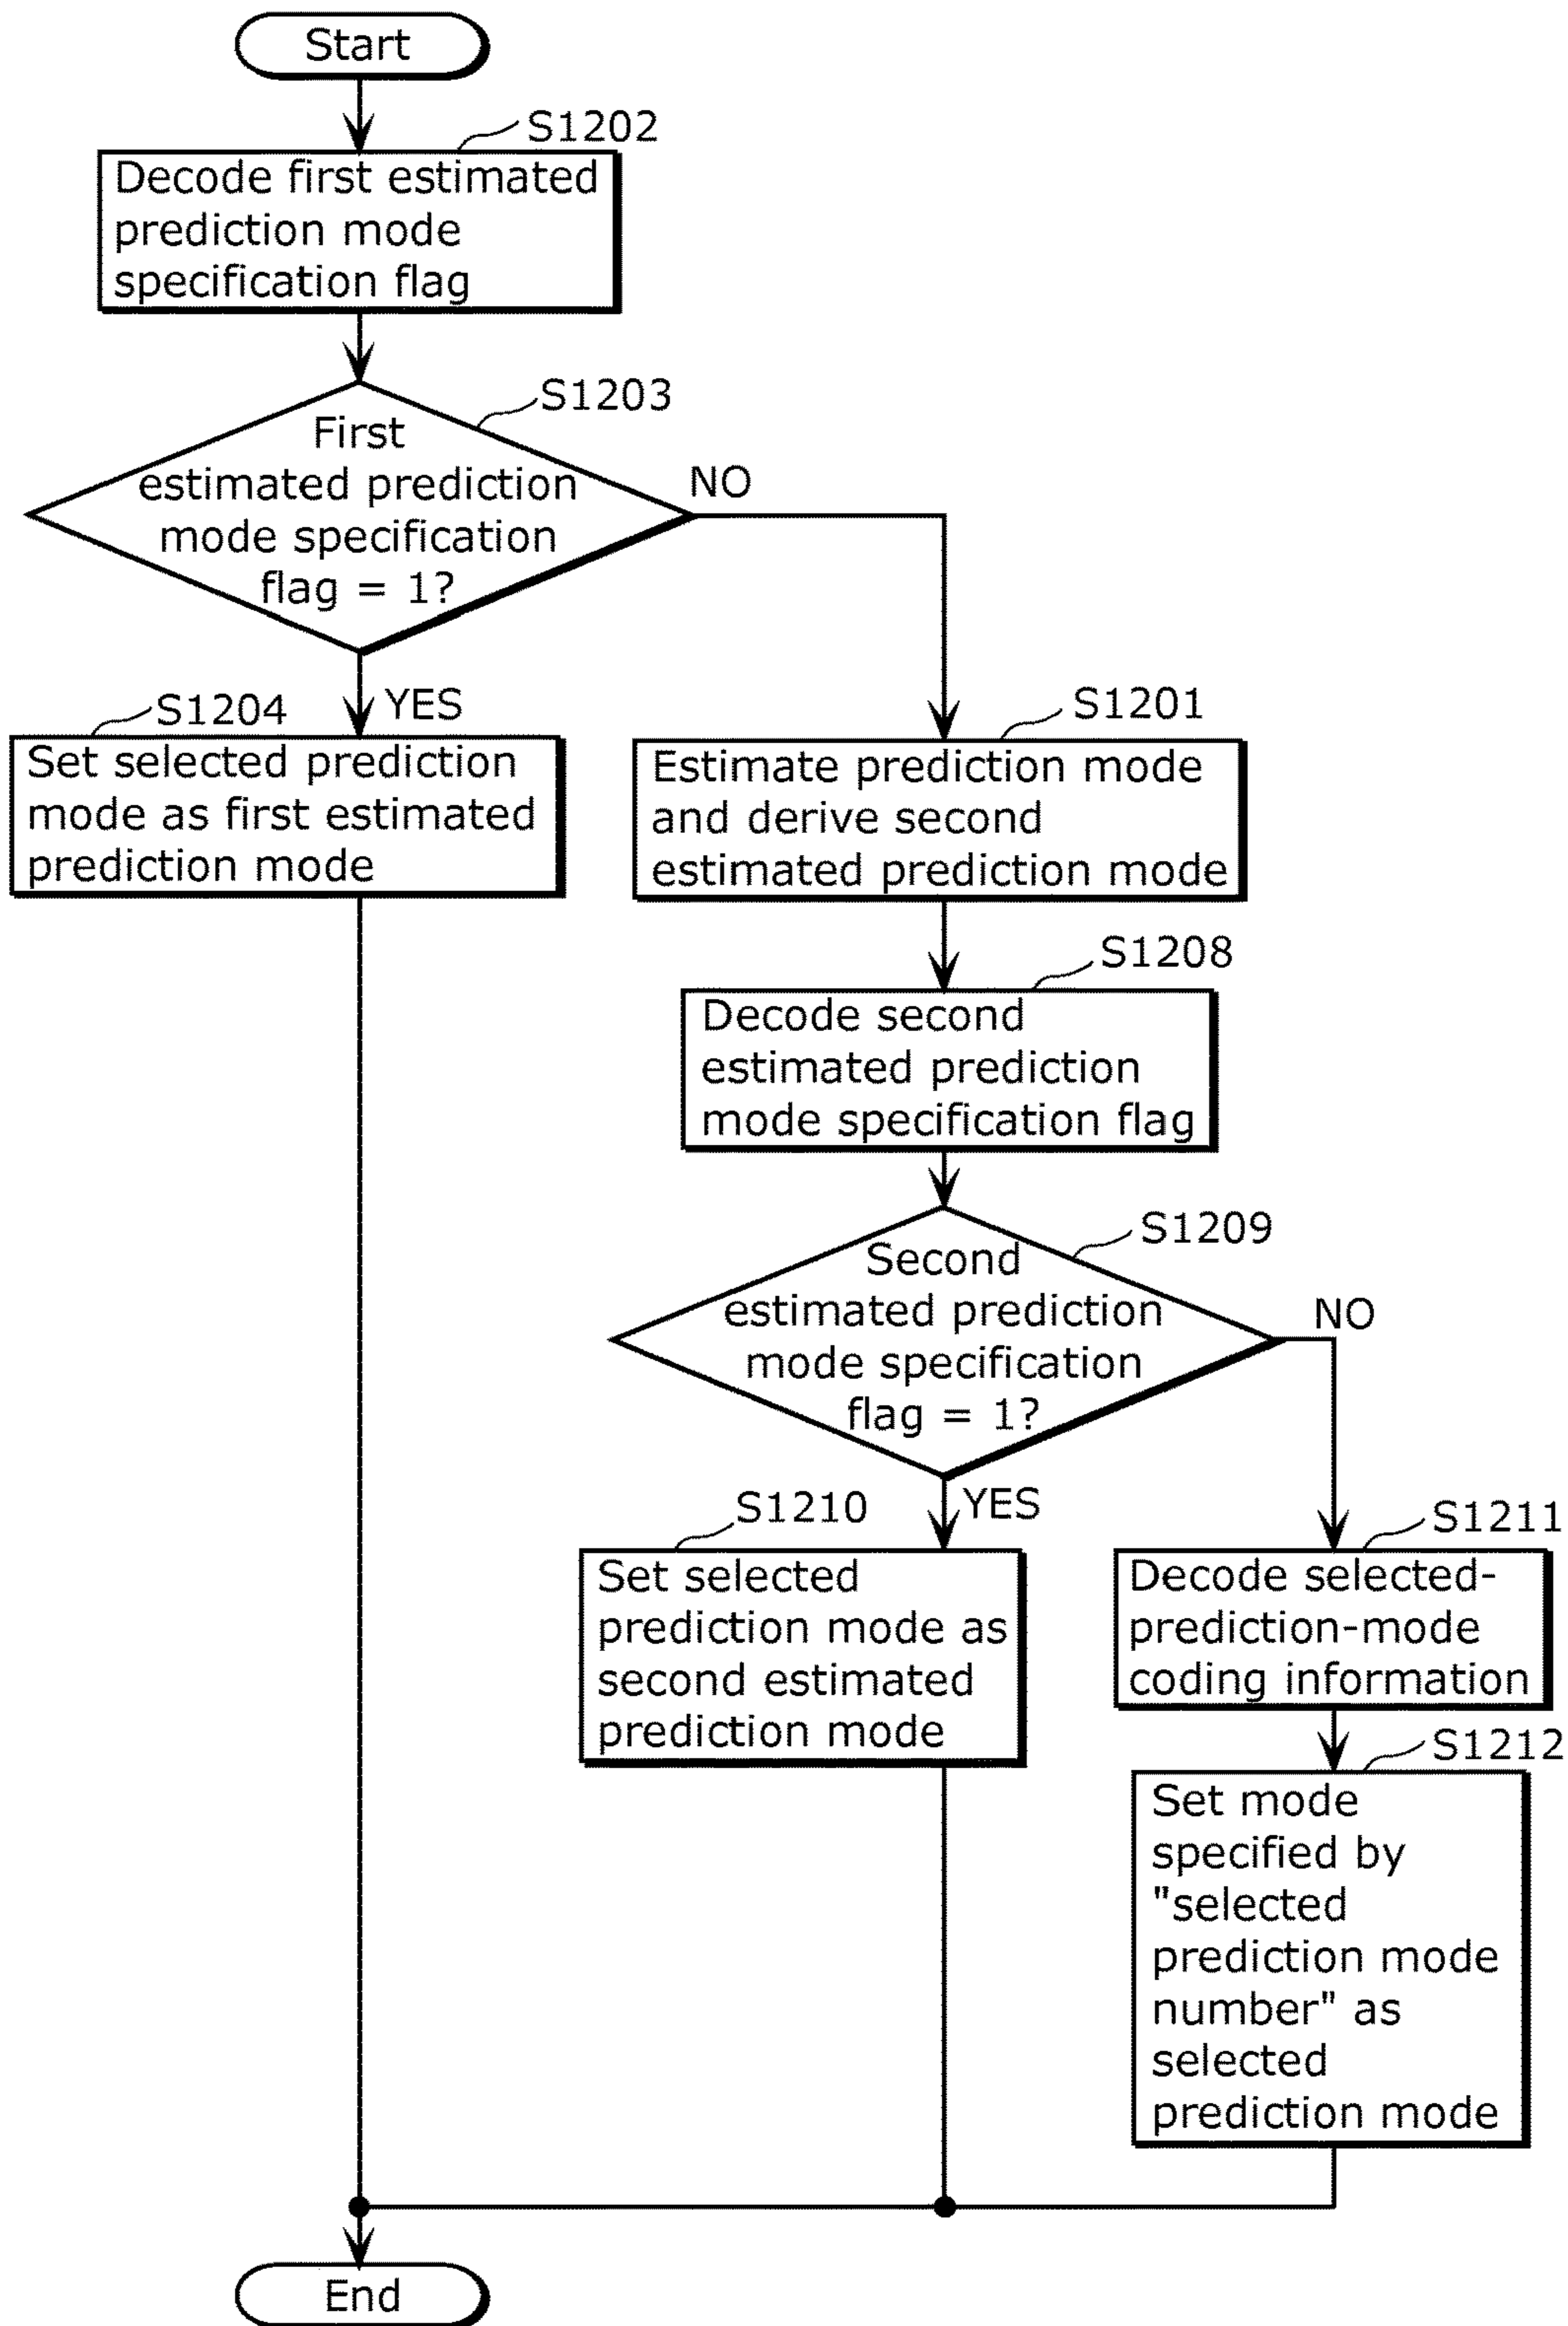 Start
S1202
Decode first estimated
prediction mode
specification flag
S1203
First
estimated prediction
mode specification
flag = 1?
NO
YES
S1204
Set selected prediction
mode as first estimated
prediction mode
S1201
Estimate prediction mode
and derive second
estimated prediction mode
S1208
Decode second
estimated prediction
mode specification flag
S1209
Second
estimated prediction
mode specification
flag = 1?
NO
YES
S1210
Set selected
prediction mode as
second estimated
prediction mode
S1211
Decode selected-
prediction-mode
coding information
S1212
Set mode
specified by
"selected
prediction mode
number" as
selected
prediction mode
End